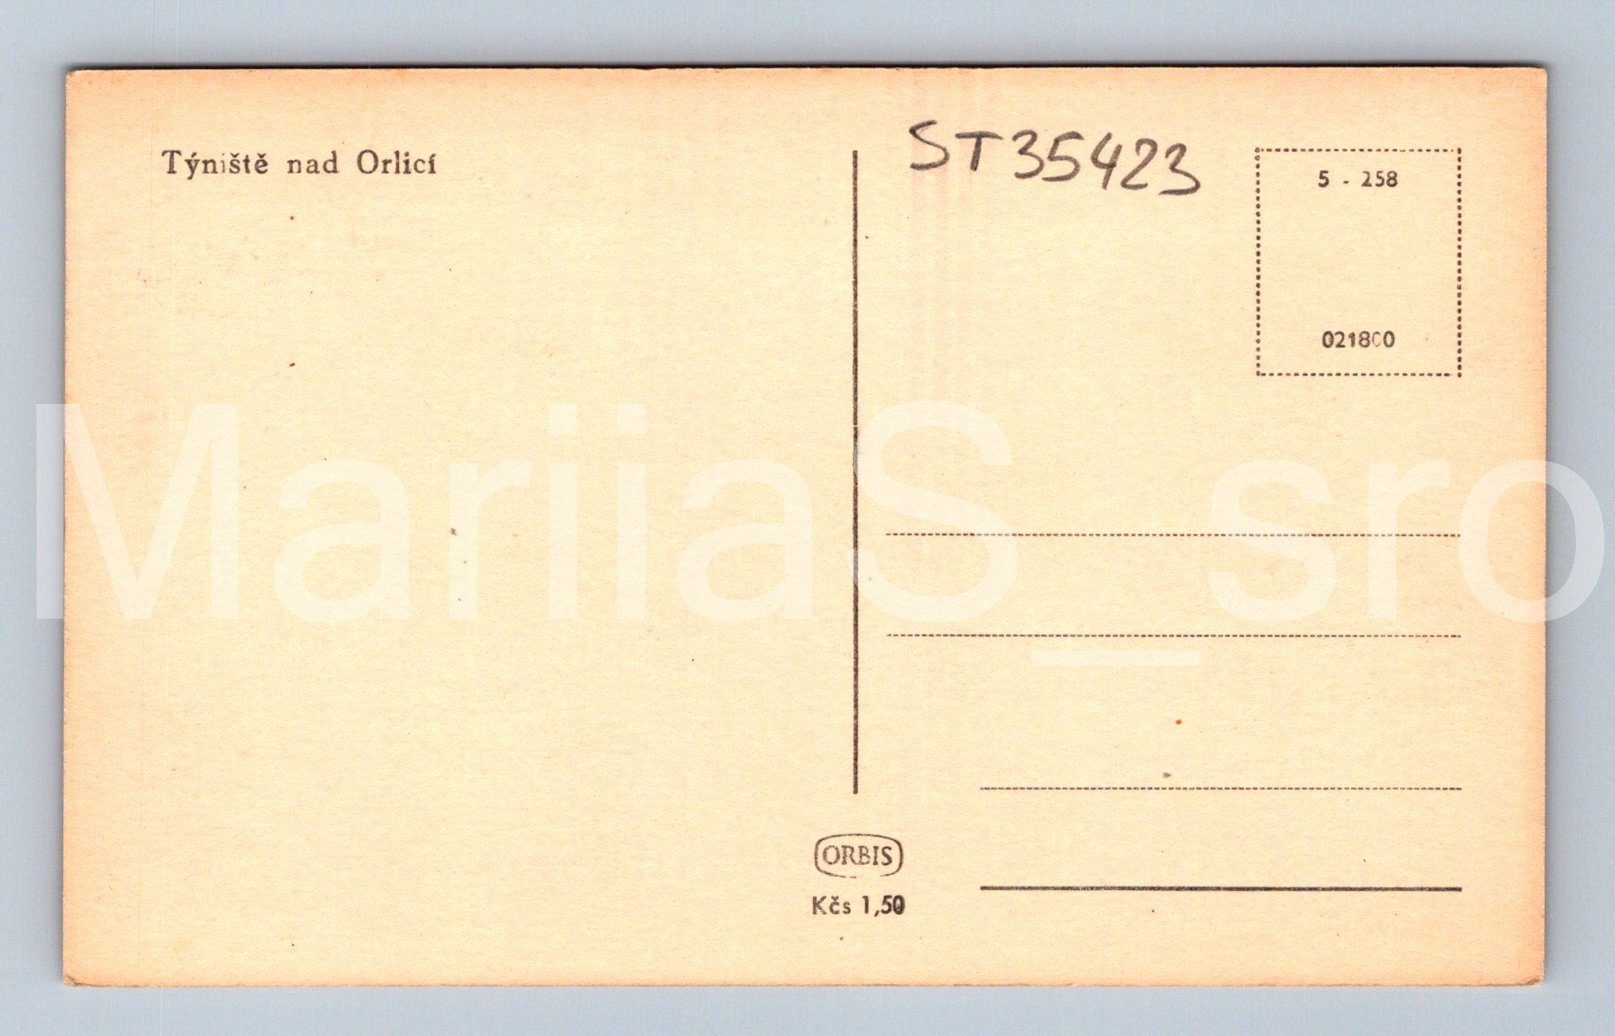 Týniště nad Orlicí
ST35423
5 - 258
021800
MariiaS_sro
ORBIS
Kčs 1,50